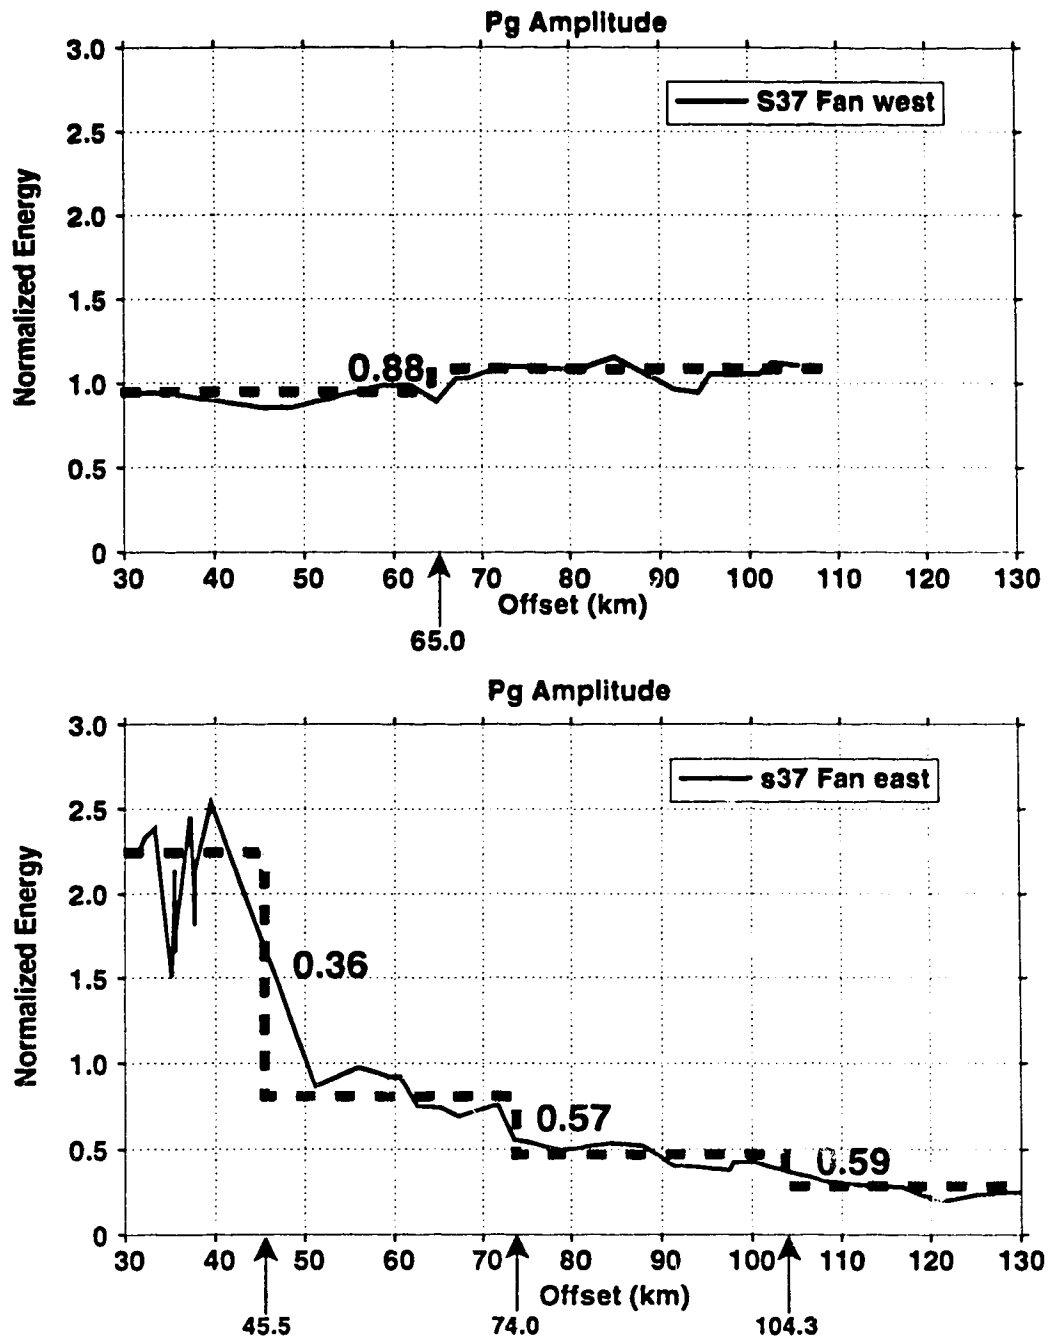 Pg Amplitude
3.0
2.5
2.0
1.5
1.0
0.5
0
Normalized Energy
S37 Fan west
0.88
30 40 50 60 70 80 90 100 110 120 130
Offset (km)
65.0
Pg Amplitude
3.0
2.5
2.0
1.5
1.0
0.5
0
Normalized Energy
s37 Fan east
0.36
0.57
0.59
30 40 50 60 70 80 90 100 110 120 130
Offset (km)
45.5 74.0 104.3